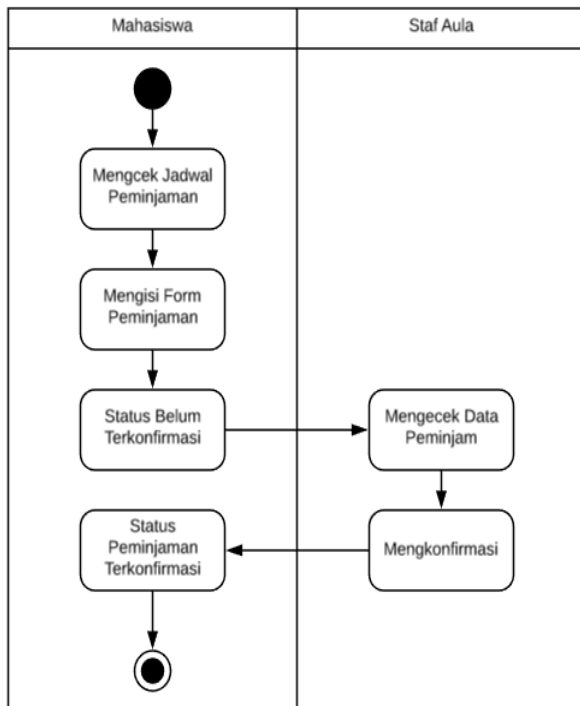 Mahasiswa
Staf Aula
Mengcek Jadwal
Peminjaman
Mengisi Form
Peminjaman
Status Belum
Terkonfirmasi
Mengecek Data
Peminjam
Status
Peminjaman
Terkonfirmasi
Mengkonfirmasi